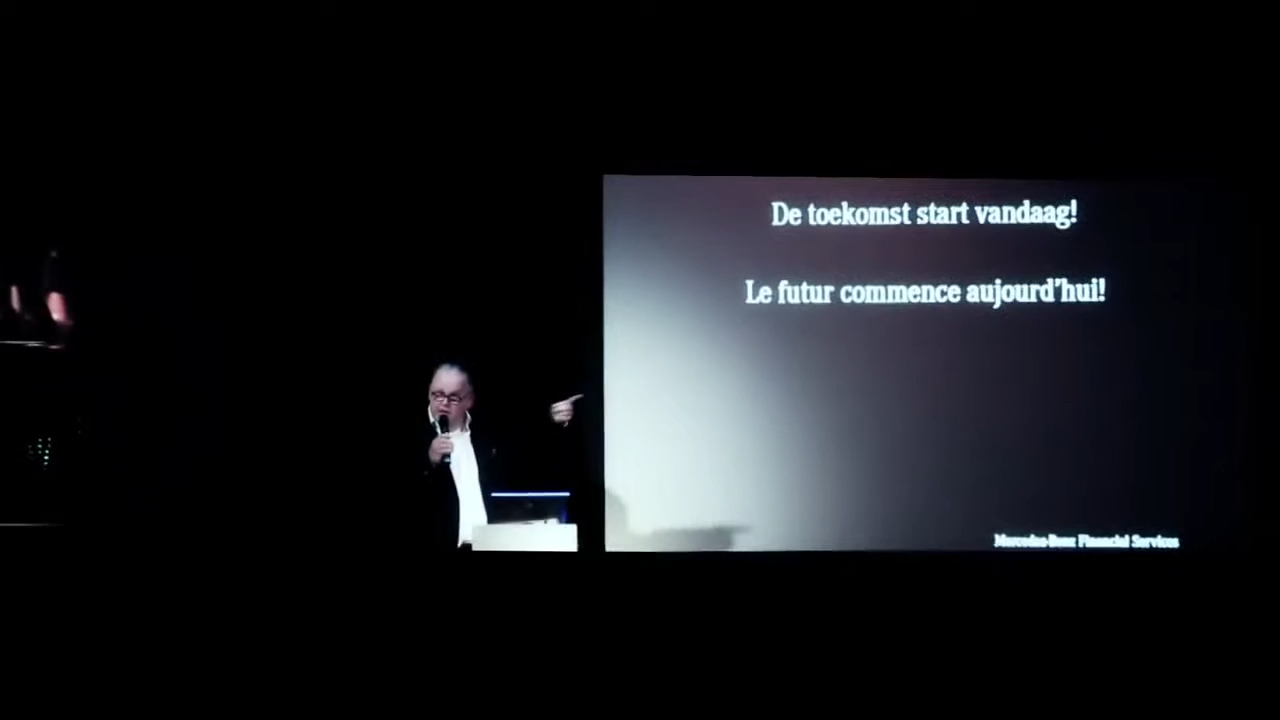 De toekomst start vandaag!
Le futur commence aujourd'hui!
Mercedes-Benz Financial Services